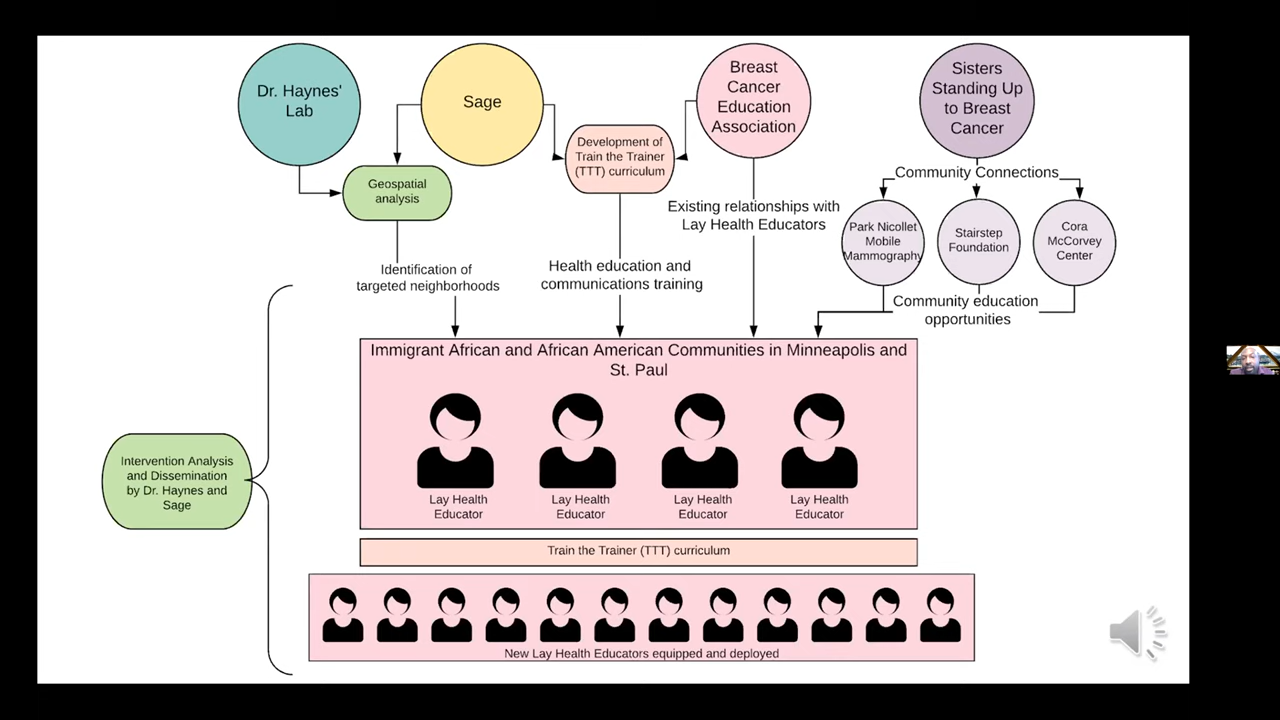 Dr. Haynes'
Lab
Sage
Breast
Cancer
Education
Association
Sisters
Standing Up
to Breast
Cancer
Development of
Train the Trainer
(TTT) curriculum
Geospatial
analysis
Community Connections
Existing relationships with
Lay Health Educators
Park Nicollet
Mobile
Mammography
Stairstep
Foundation
Cora
McCorvey
Center
Identification of
targeted neighborhoods
Health education and
communications training
Community education
opportunities
Immigrant African and African American Communities in Minneapolis and
St. Paul
Lay Health
Educator
Lay Health
Educator
Lay Health
Educator
Lay Health
Educator
Intervention Analysis
and Dissemination
by Dr. Haynes and
Sage
Train the Trainer (TTT) curriculum
New Lay Health Educators equipped and deployed